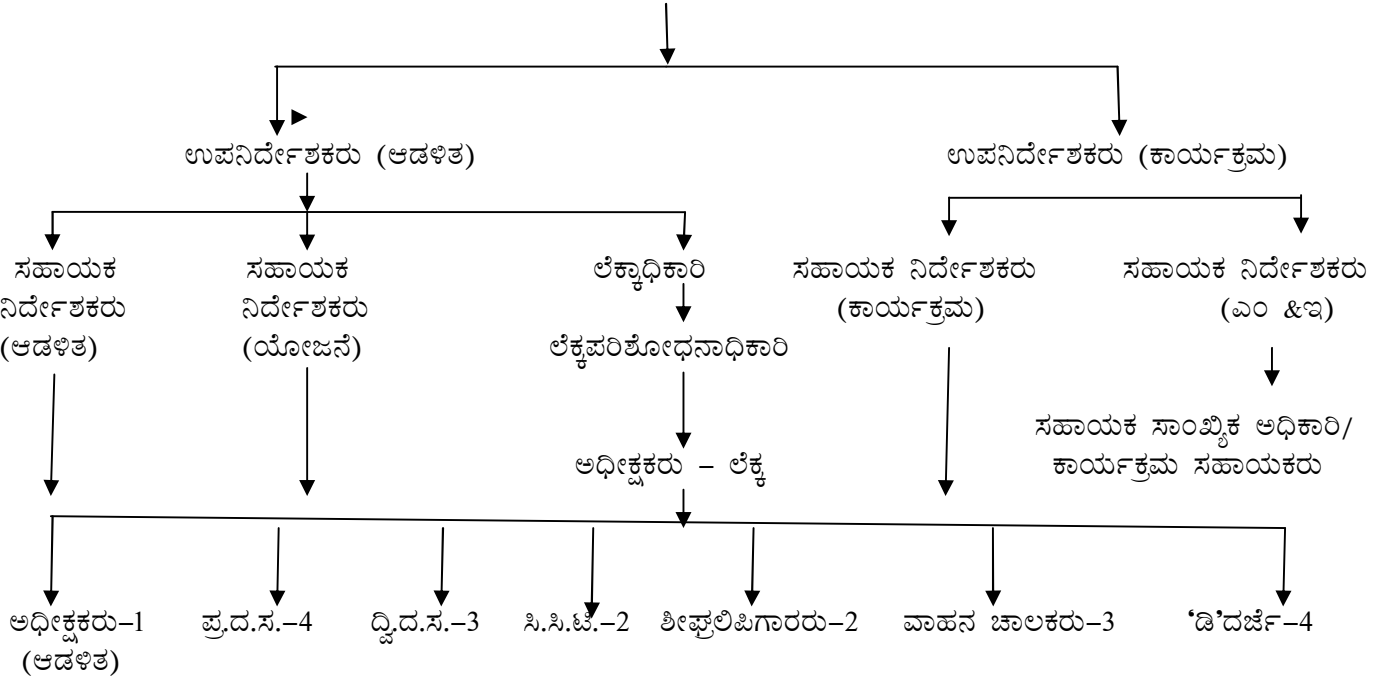 ಉಪನಿರ್ದೇಶಕರು (ಆಡಳಿತ)
ಉಪನಿರ್ದೇಶಕರು (ಕಾರ್ಯಕ್ರಮ)
ಸಹಾಯಕ
ನಿರ್ದೇಶಕರು
(ಆಡಳಿತ)
ಸಹಾಯಕ
ನಿರ್ದೇಶಕರು
(ಯೋಜನೆ)
ಲೆಕ್ಕಾಧಿಕಾರಿ
ಲೆಕ್ಕಪರಿಶೋಧನಾಧಿಕಾರಿ
ಅಧೀಕ್ಷಕರು – ಲೆಕ್ಕ
ಸಹಾಯಕ ನಿರ್ದೇಶಕರು
(ಕಾರ್ಯಕ್ರಮ)
ಸಹಾಯಕ ನಿರ್ದೇಶಕರು
(ಎಂ &ಇ)
ಸಹಾಯಕ ಸಾಂಖ್ಯಿಕ ಅಧಿಕಾರಿ/
ಕಾರ್ಯಕ್ರಮ ಸಹಾಯಕರು
ಅಧೀಕ್ಷಕರು–1
(ಆಡಳಿತ)
ಪ್ರ.ದ.ಸ.–4
ದ್ವಿ.ದ.ಸ.–3
ಸಿ.ಸಿ.ಟಿ.–2
ಶೀಘ್ರಲಿಪಿಗಾರರು–2
ವಾಹನ ಚಾಲಕರು–3
‘ಡಿ’ದರ್ಜೆ–4